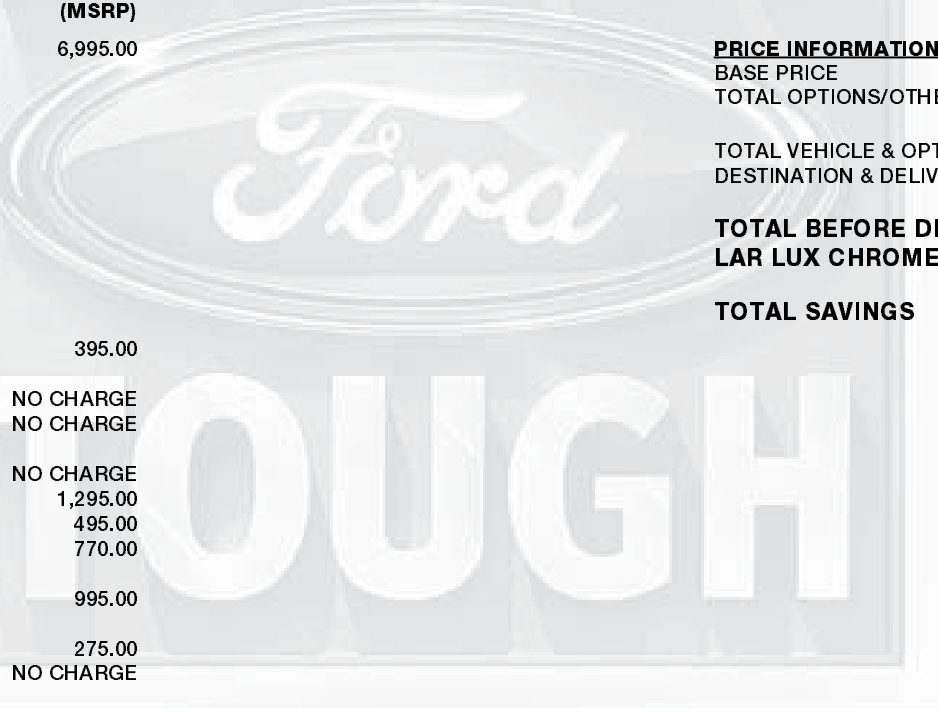 (MSRP)
6,995.00
PRICE INFORMATION
BASE PRICE
TOTAL OPTIONS/OTHE
TOTAL VEHICLE & OPT
DESTINATION & DELIV
TOTAL BEFORE DI
LAR LUX CHROME
TOTAL SAVINGS
Ford
395.00
NO CHARGE
NO CHARGE
NO CHARGE
1,295.00
495.00
770.00
995.00
275.00
NO CHARGE
TOUGH